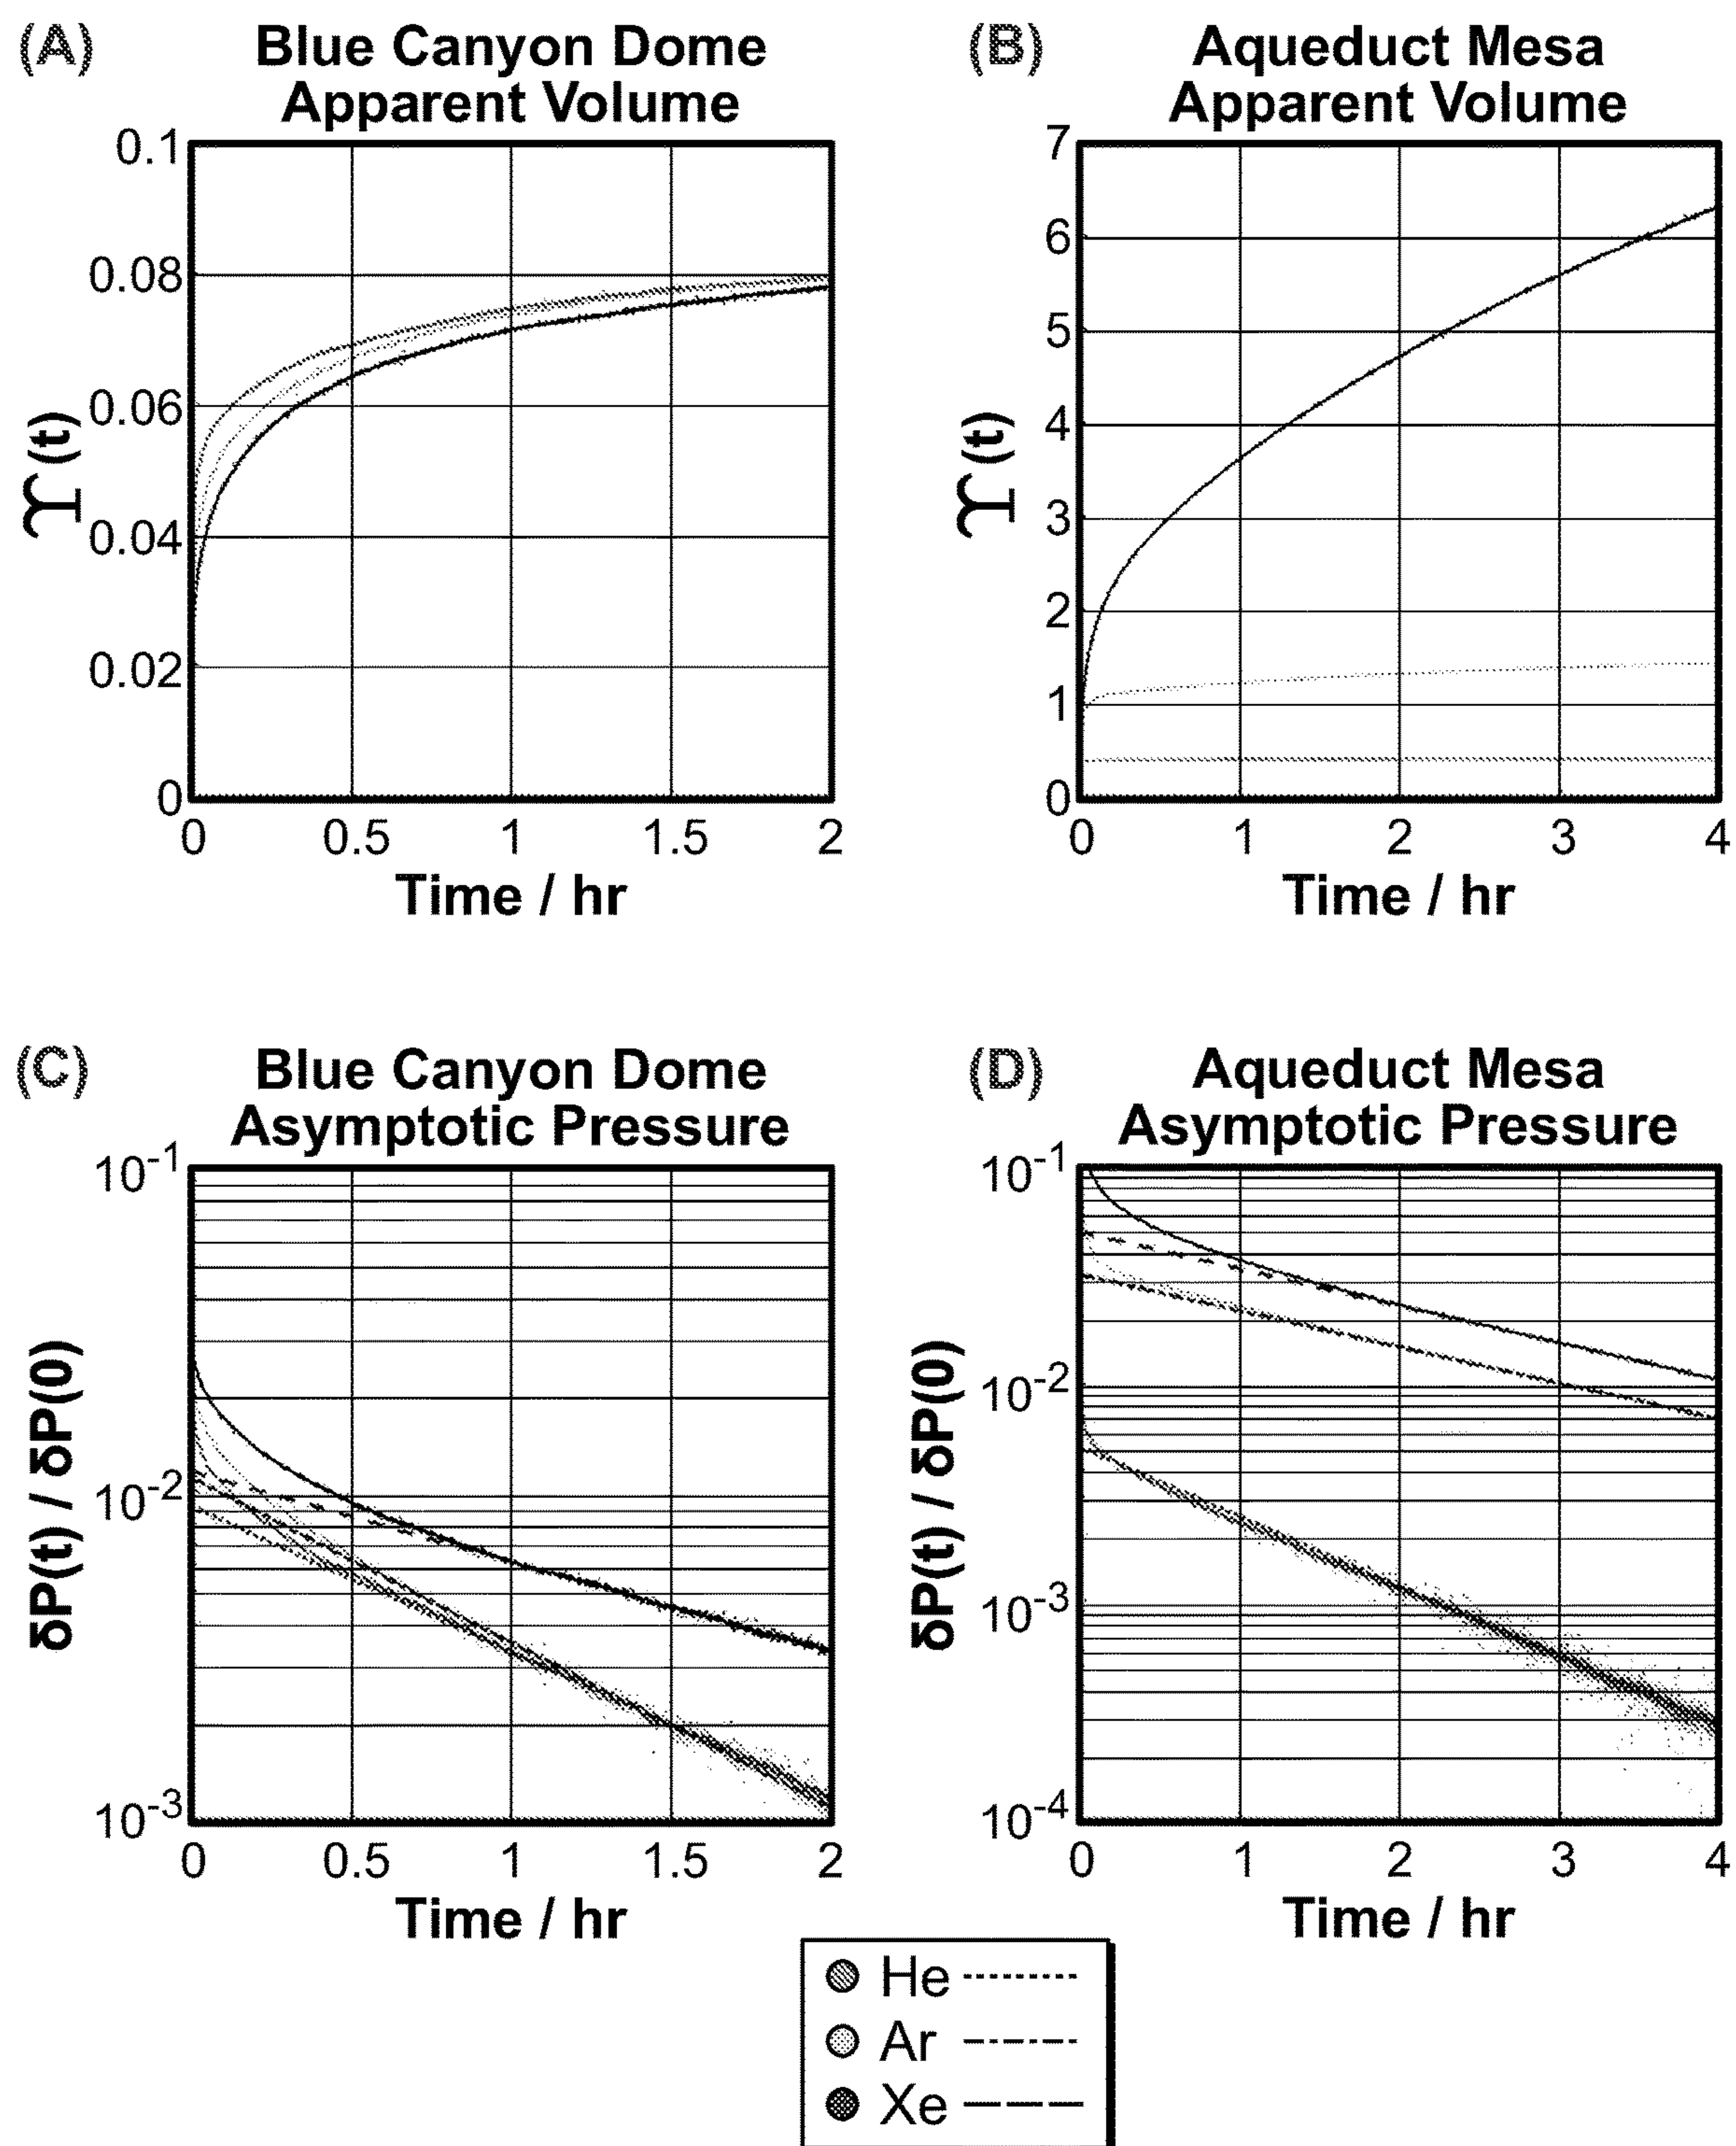 (A) Blue Canyon Dome
Apparent Volume
0.1
0.08
0.06
0.04
0.02
0
ϒ(t)
0 0.5 1 1.5 2
Time / hr
(B) Aqueduct Mesa
Apparent Volume
7
6
5
4
3
2
1
0
ϒ(t)
0 1 2 3 4
Time / hr
(C) Blue Canyon Dome
Asymptotic Pressure
10⁻¹
10⁻²
10⁻³
δP(t) / δP(0)
0 0.5 1 1.5 2
Time / hr
(D) Aqueduct Mesa
Asymptotic Pressure
10⁻¹
10⁻²
10⁻³
10⁻⁴
δP(t) / δP(0)
0 1 2 3 4
Time / hr
He
Ar
Xe